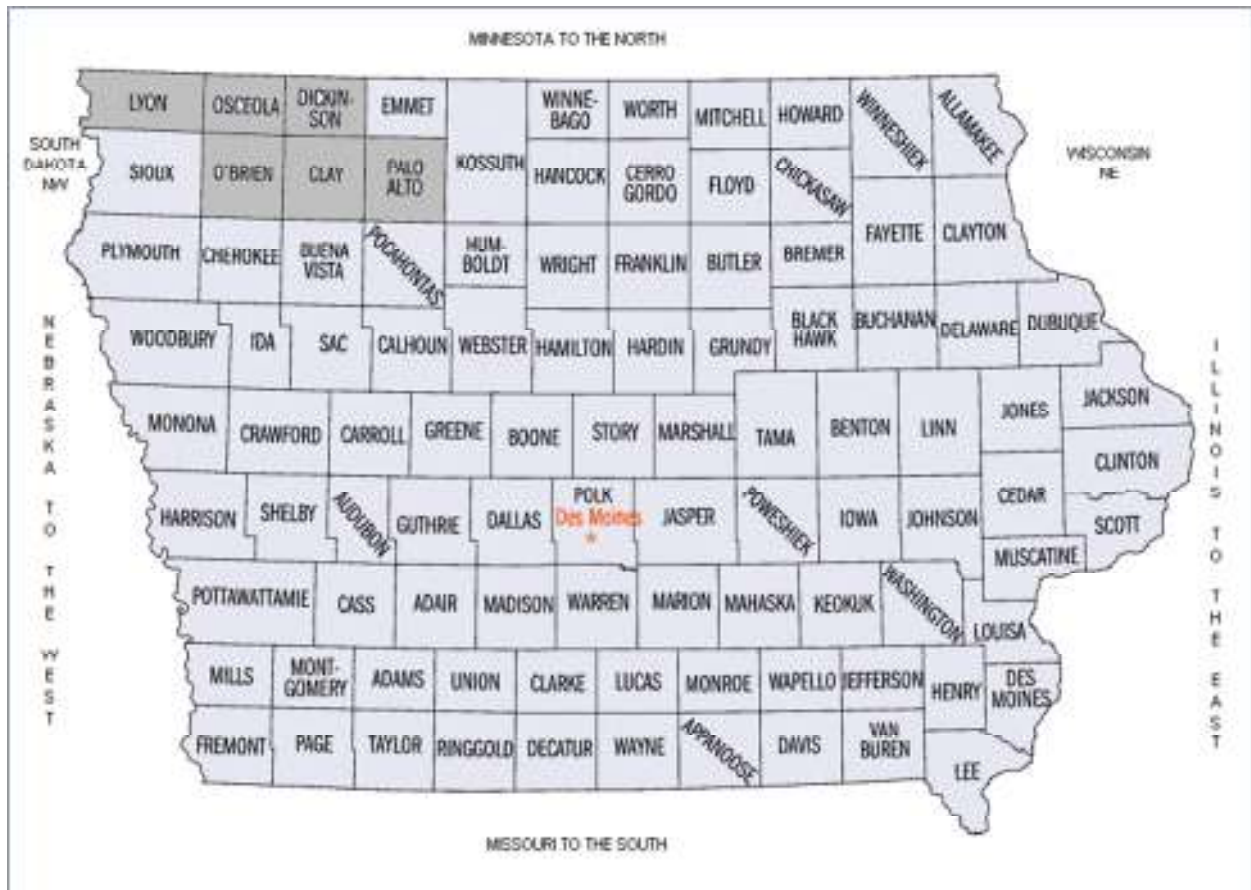 MINNESOTA TO THE NORTH
LYON
OSCEOLA
DICKIN-
SON
EMMET
WINNE-
BAGO
WORTH
MITCHELL
HOWARD
WINNESHIEK
ALLAMAKEE
SOUTH
DAKOTA
NW
SIOUX
O'BRIEN
CLAY
PALO
ALTO
KOSSUTH
HANCOCK
CERRO
GORDO
FLOYD
CHICKASAW
WISCONSIN
NE
PLYMOUTH
CHEROKEE
BUENA
VISTA
POCAHONTAS
HUM-
BOLDT
WRIGHT
FRANKLIN
BUTLER
BREMER
FAYETTE
CLAYTON
NEBRASKA TO THE WEST
WOODBURY
IDA
SAC
CALHOUN
WEBSTER
HAMILTON
HARDIN
GRUNDY
BLACK
HAWK
BUCHANAN
DELAWARE
DUBUQUE
ILLINOIS TO THE EAST
MONONA
CRAWFORD
CARROLL
GREENE
BOONE
STORY
MARSHALL
TAMA
BENTON
LINN
JONES
JACKSON
CLINTON
HARRISON
SHELBY
AUDUBON
GUTHRIE
DALLAS
POLK
Des Moines
*
JASPER
POWESHIEK
IOWA
JOHNSON
CEDAR
SCOTT
MUSCATINE
POTTAWATTAMIE
CASS
ADAIR
MADISON
WARREN
MARION
MAHASKA
KEOKUK
WASHINGTON
LOUISA
MILLS
MONT-
GOMERY
ADAMS
UNION
CLARKE
LUCAS
MONROE
WAPELLO
JEFFERSON
HENRY
DES
MOINES
FREMONT
PAGE
TAYLOR
RINGGOLD
DECATUR
WAYNE
APPANOOSE
DAVIS
VAN
BUREN
LEE
MISSOURI TO THE SOUTH